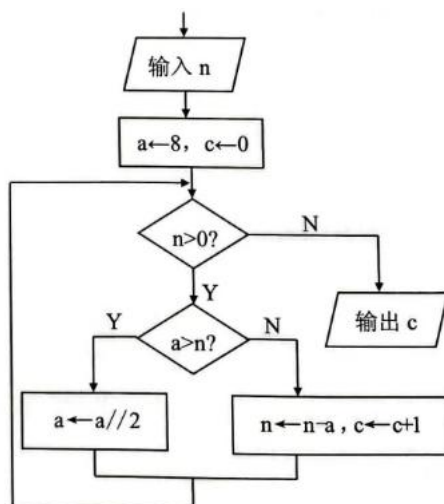 输入 n
a←8，c←0
n>0?
N
Y
输出 c
Y
a>n?
N
a←a//2
n←n-a，c←c+1